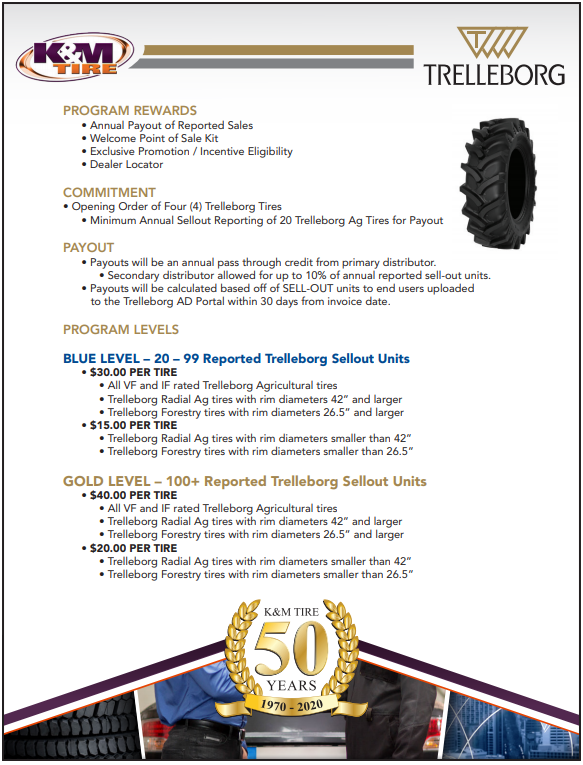 K&M
TIRE
TRELLEBORG
PROGRAM REWARDS
• Annual Payout of Reported Sales
• Welcome Point of Sale Kit
• Exclusive Promotion / Incentive Eligibility
• Dealer Locator
COMMITMENT
• Opening Order of Four (4) Trelleborg Tires
• Minimum Annual Sellout Reporting of 20 Trelleborg Ag Tires for Payout
PAYOUT
• Payouts will be an annual pass through credit from primary distributor.
• Secondary distributor allowed for up to 10% of annual reported sell-out units.
• Payouts will be calculated based off of SELL-OUT units to end users uploaded
to the Trelleborg AD Portal within 30 days from invoice date.
PROGRAM LEVELS
BLUE LEVEL – 20 – 99 Reported Trelleborg Sellout Units
• $30.00 PER TIRE
• All VF and IF rated Trelleborg Agricultural tires
• Trelleborg Radial Ag tires with rim diameters 42” and larger
• Trelleborg Forestry tires with rim diameters 26.5” and larger
• $15.00 PER TIRE
• Trelleborg Radial Ag tires with rim diameters smaller than 42”
• Trelleborg Forestry tires with rim diameters smaller than 26.5”
GOLD LEVEL – 100+ Reported Trelleborg Sellout Units
• $40.00 PER TIRE
• All VF and IF rated Trelleborg Agricultural tires
• Trelleborg Radial Ag tires with rim diameters 42” and larger
• Trelleborg Forestry tires with rim diameters 26.5” and larger
• $20.00 PER TIRE
• Trelleborg Radial Ag tires with rim diameters smaller than 42”
• Trelleborg Forestry tires with rim diameters smaller than 26.5”
K&M TIRE
50
YEARS
1970 - 2020